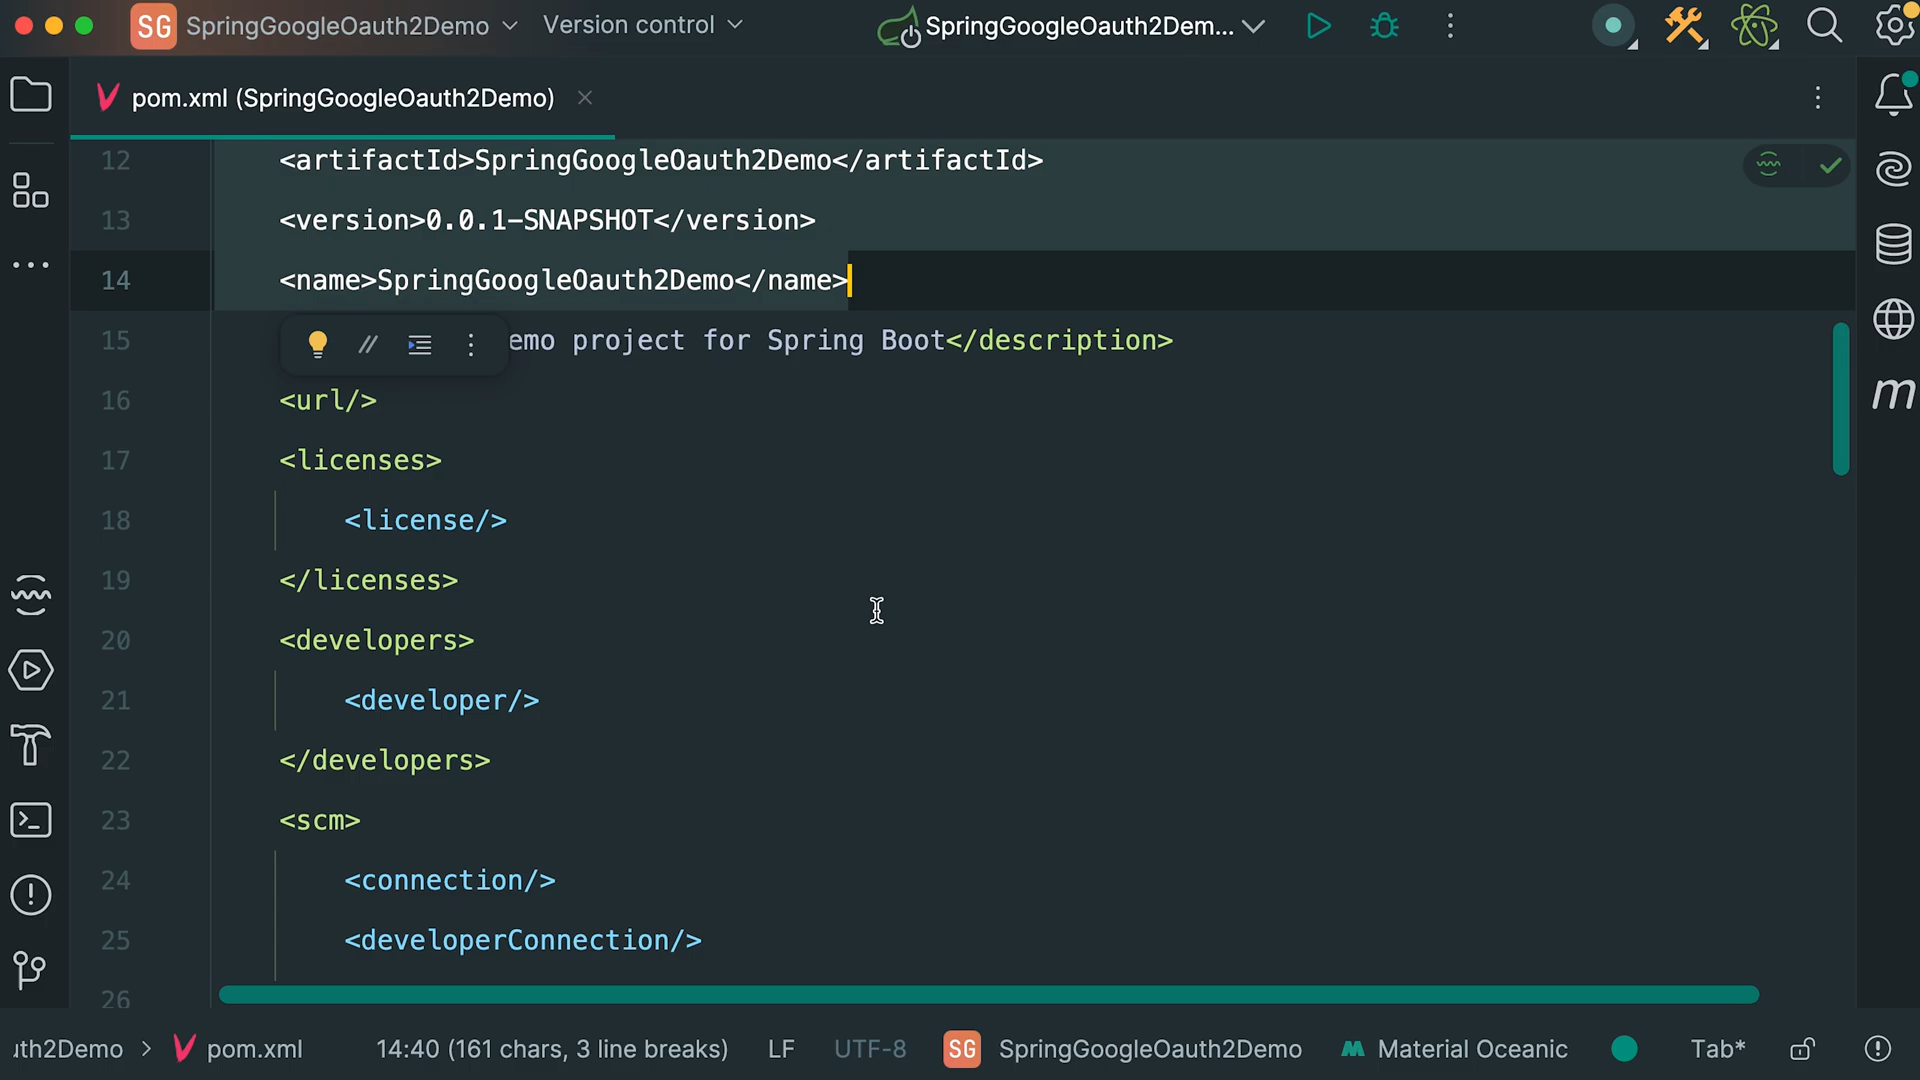 SG SpringGoogleOauth2Demo Version control SpringGoogleOauth2Dem...
pom.xml (SpringGoogleOauth2Demo)
12 <artifactId>SpringGoogleOauth2Demo</artifactId>
13 <version>0.0.1-SNAPSHOT</version>
14 <name>SpringGoogleOauth2Demo</name>
15 emo project for Spring Boot</description>
16 <url/>
17 <licenses>
18 <license/>
19 </licenses>
20 <developers>
21 <developer/>
22 </developers>
23 <scm>
24 <connection/>
25 <developerConnection/>
26
uth2Demo > pom.xml 14:40 (161 chars, 3 line breaks) LF UTF-8 SG SpringGoogleOauth2Demo Material Oceanic Tab*